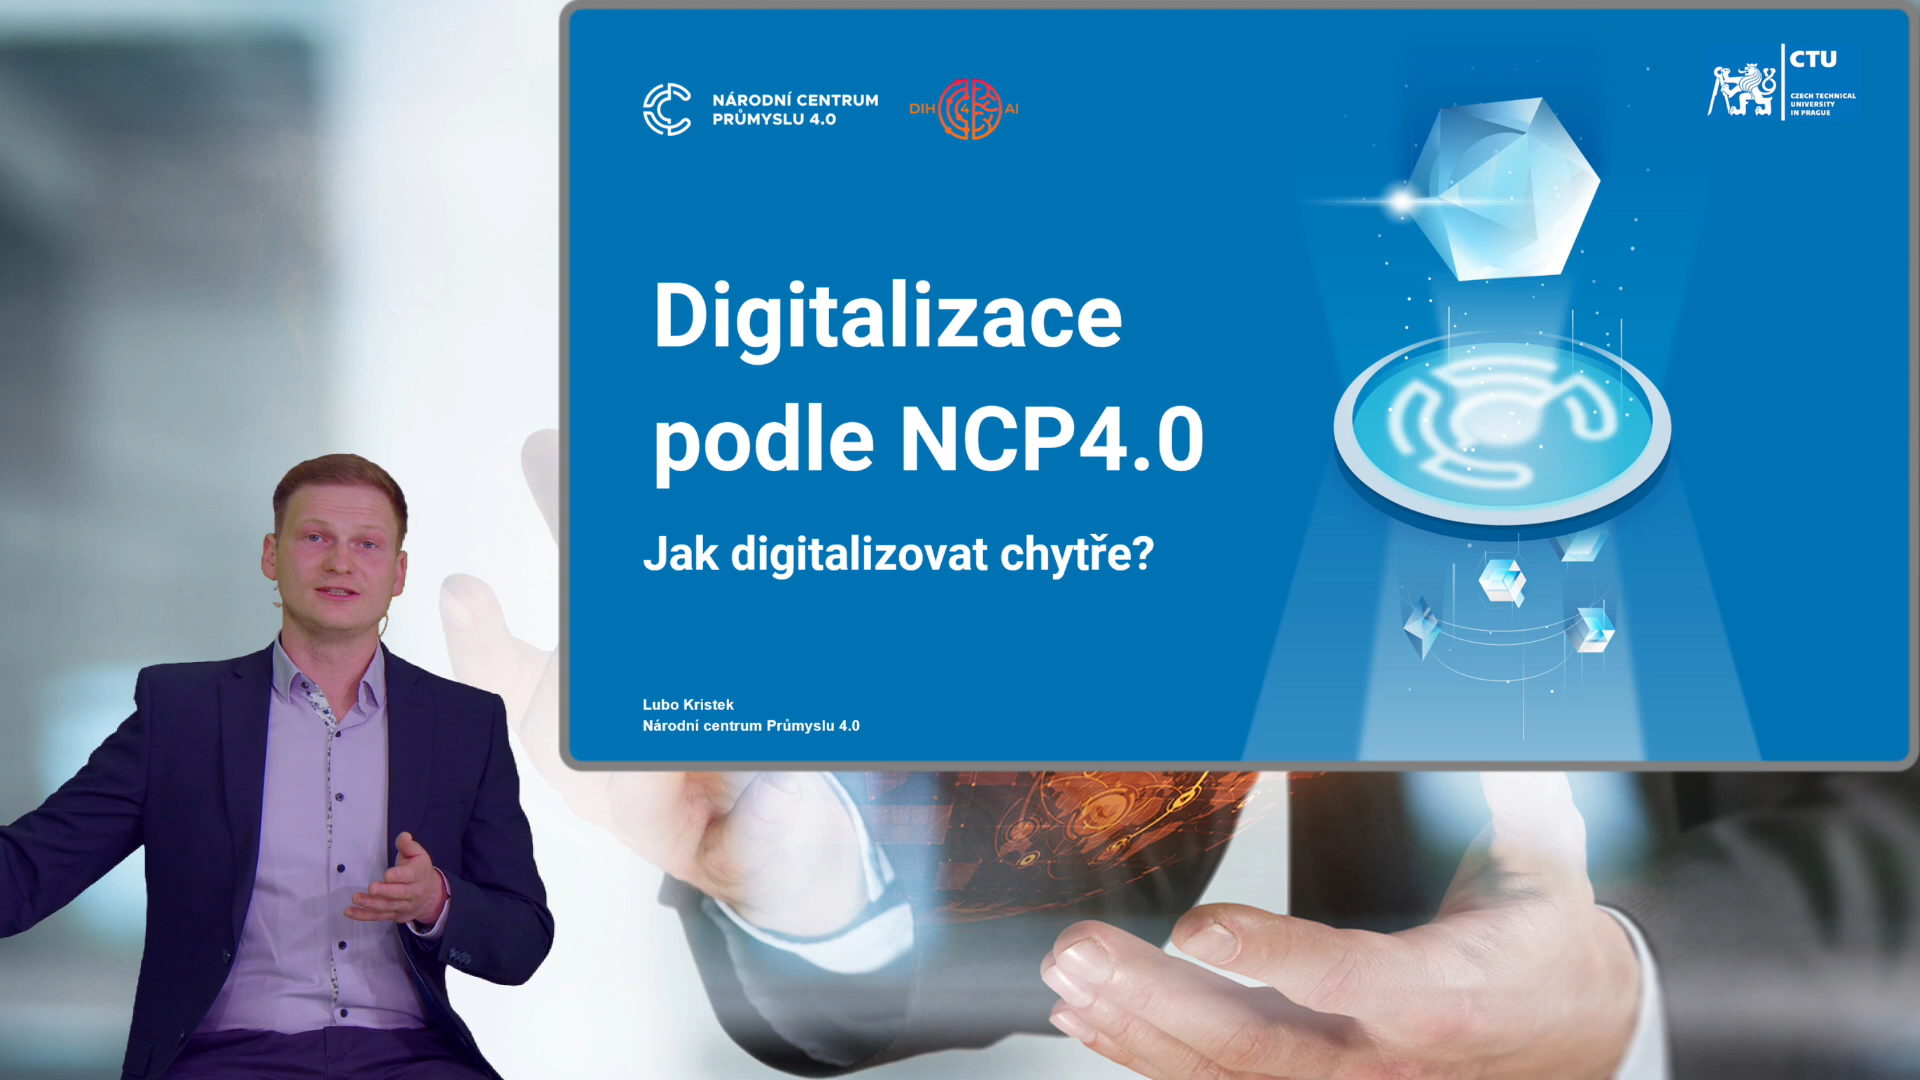 NÁRODNÍ CENTRUM
PRŮMYSLU 4.0
DIH 4 AI
CTU
CZECH TECHNICAL
UNIVERSITY
IN PRAGUE
Digitalizace
podle NCP4.0
Jak digitalizovat chytře?
Lubo Kristek
Národní centrum Průmyslu 4.0